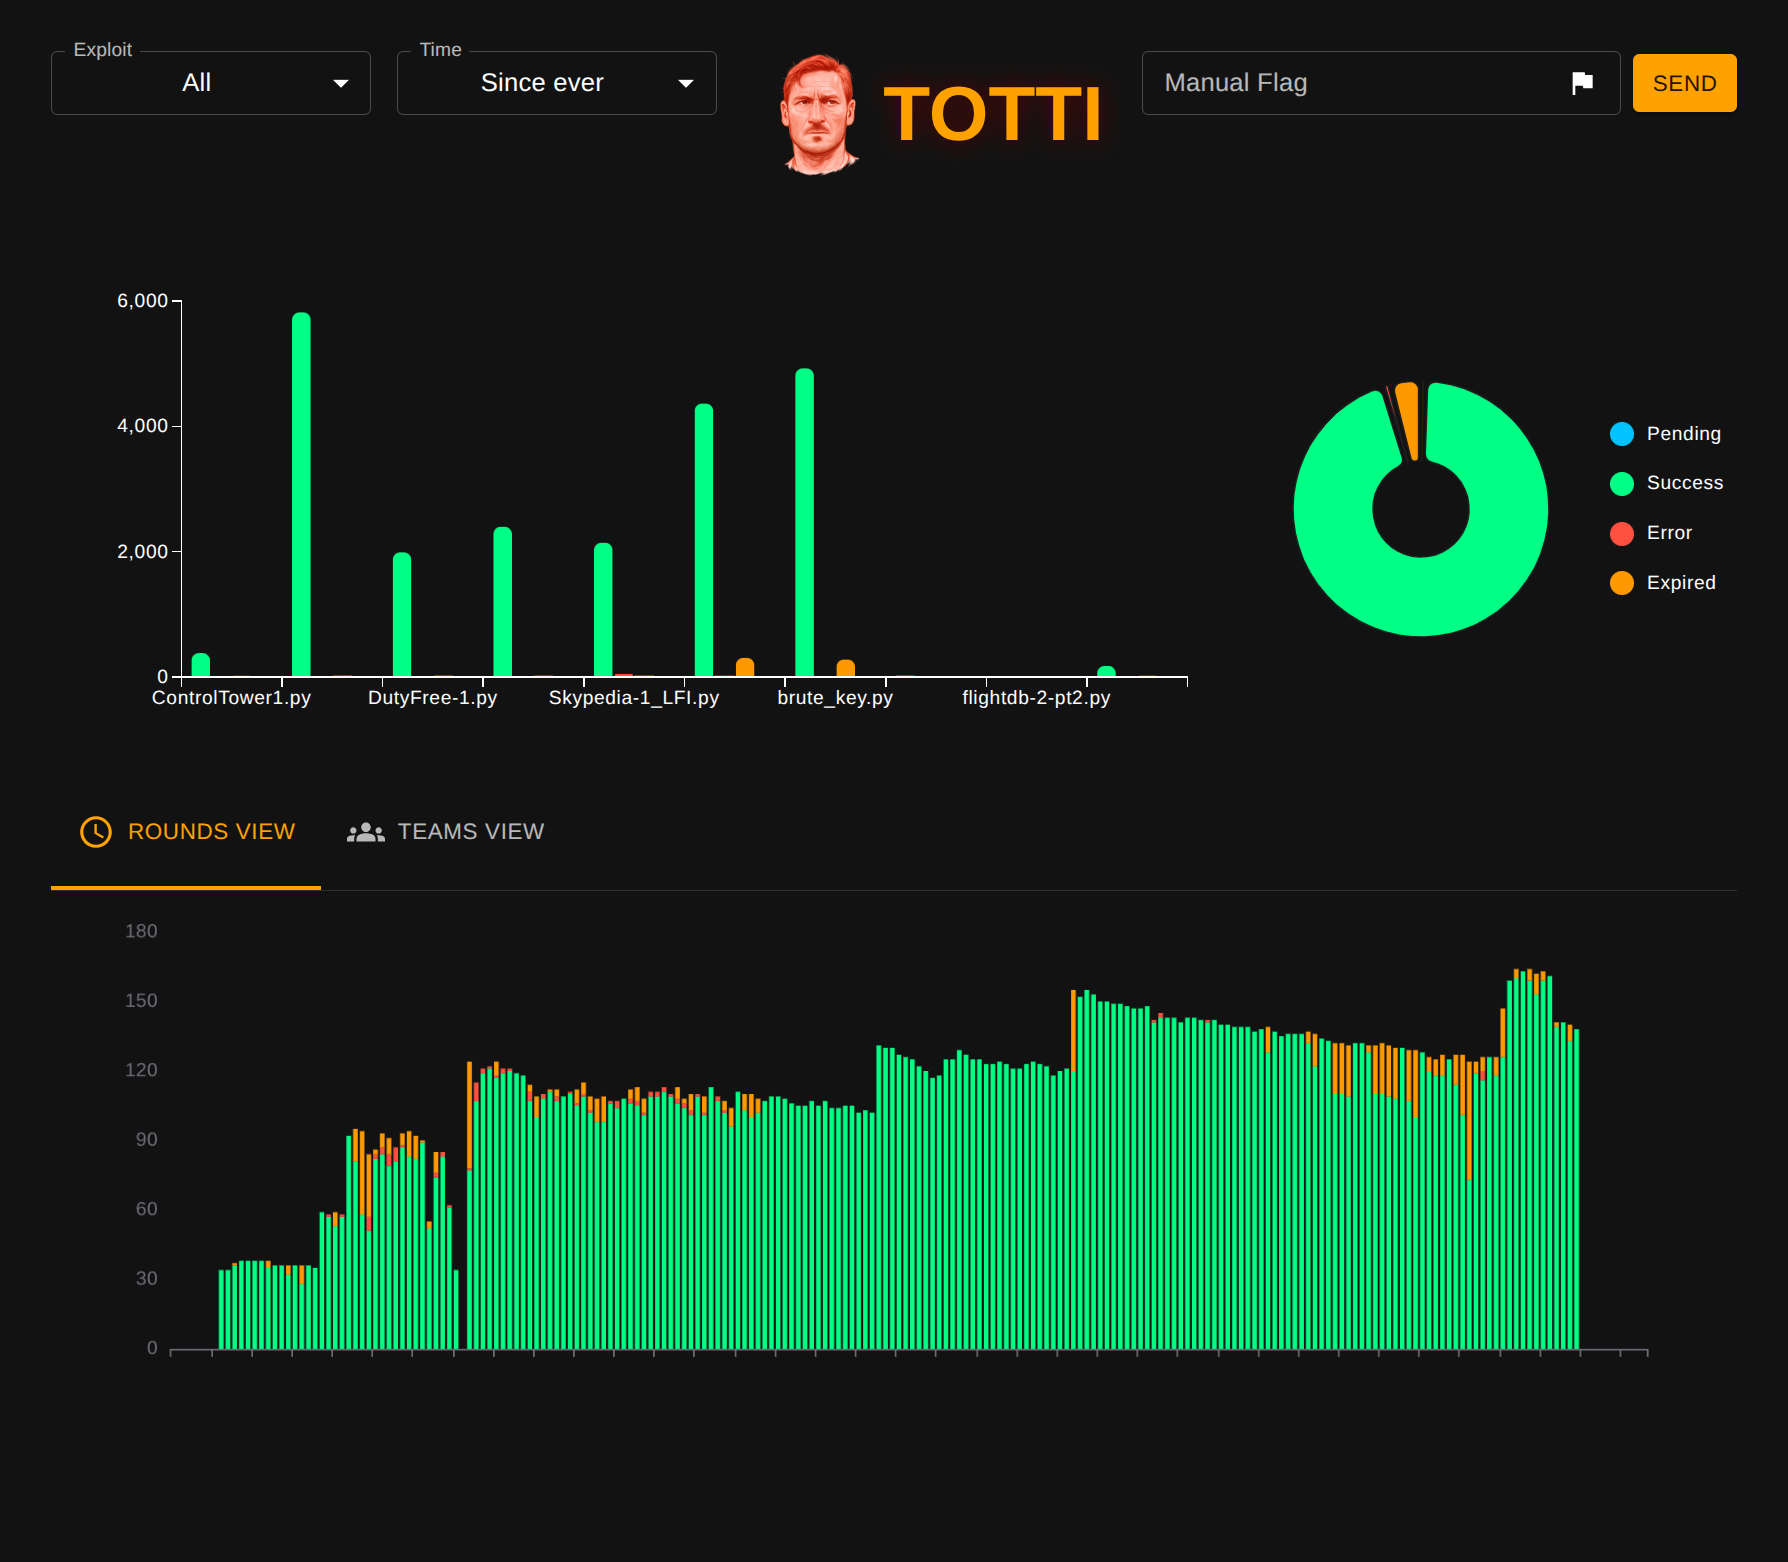 Exploit
All
Time
Since ever
TOTTI
Manual Flag
SEND
6,000
4,000
2,000
0
ControlTower1.py
DutyFree-1.py
Skypedia-1_LFI.py
brute_key.py
flightdb-2-pt2.py
Pending
Success
Error
Expired
ROUNDS VIEW
TEAMS VIEW
180
150
120
90
60
30
0